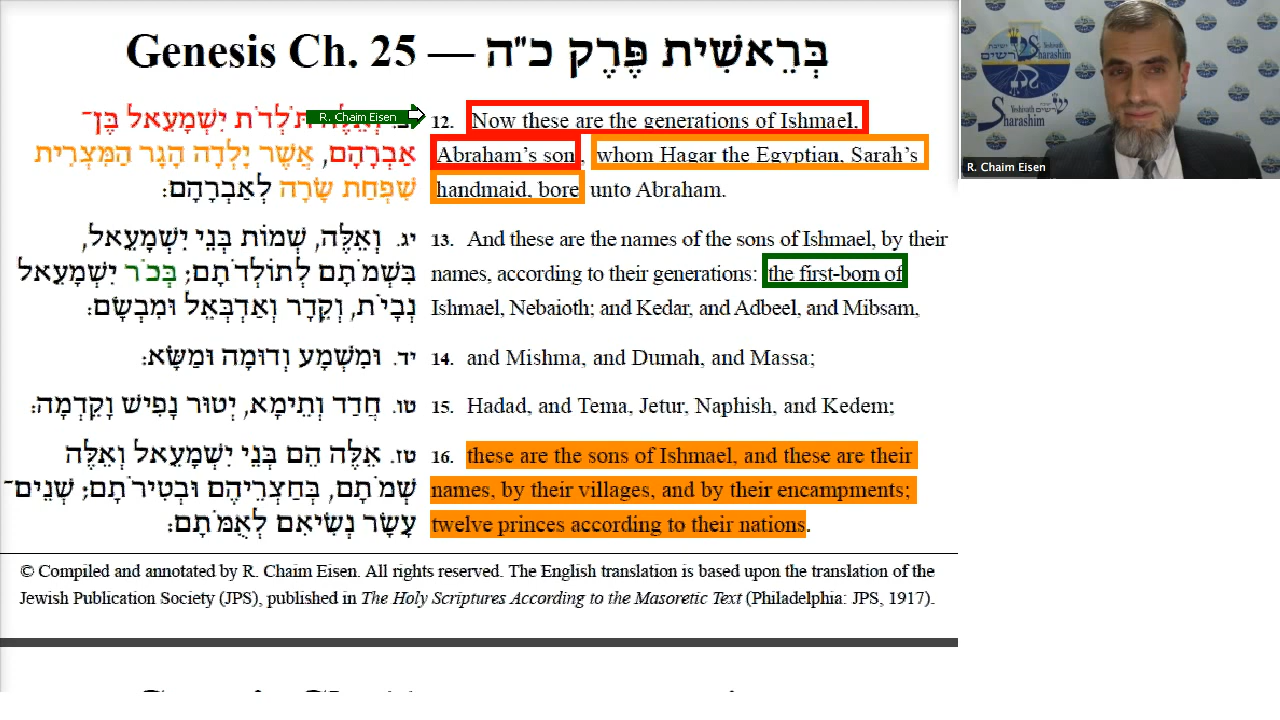 Genesis Ch. 25 — בְּרֵאשִׁית פֶּרֶק כ"ה
תֹּלְדֹת יִשְׁמָעֵאל בֶּן־
אַבְרָהָם, אֲשֶׁר יָלְדָה הָגָר הַמִּצְרִית
שִׁפְחַת שָׂרָה לְאַבְרָהָם:
R. Chaim Eisen
12. Now these are the generations of Ishmael,
Abraham's son, whom Hagar the Egyptian, Sarah's
handmaid, bore unto Abraham.
יג. וְאֵלֶּה, שְׁמוֹת בְּנֵי יִשְׁמָעֵאל,
בִּשְׁמֹתָם לְתוֹלְדֹתָם; בְּכֹר יִשְׁמָעֵאל
נְבָיֹת, וְקֵדָר וְאַדְבְּאֵל וּמִבְשָׂם:
13. And these are the names of the sons of Ishmael, by their
names, according to their generations: the first-born of
Ishmael, Nebaioth; and Kedar, and Adbeel, and Mibsam,
יד. וּמִשְׁמָע וְדוּמָה וּמַשָּׂא:
14. and Mishma, and Dumah, and Massa;
טו. חֲדַד וְתֵימָא, יְטוּר נָפִישׁ וָקֵדְמָה:
15. Hadad, and Tema, Jetur, Naphish, and Kedem;
טז. אֵלֶּה הֵם בְּנֵי יִשְׁמָעֵאל וְאֵלֶּה
שְׁמֹתָם, בְּחַצְרֵיהֶם וּבְטִירֹתָם; שְׁנֵים־
עָשָׂר נְשִׂיאִם לְאֻמֹּתָם:
16. these are the sons of Ishmael, and these are their
names, by their villages, and by their encampments;
twelve princes according to their nations.
© Compiled and annotated by R. Chaim Eisen. All rights reserved. The English translation is based upon the translation of the
Jewish Publication Society (JPS), published in The Holy Scriptures According to the Masoretic Text (Philadelphia: JPS, 1917).
Yeshivath
Sharashim
ישיבת
שרשים
Yeshivath שרשים
Sharashim
R. Chaim Eisen